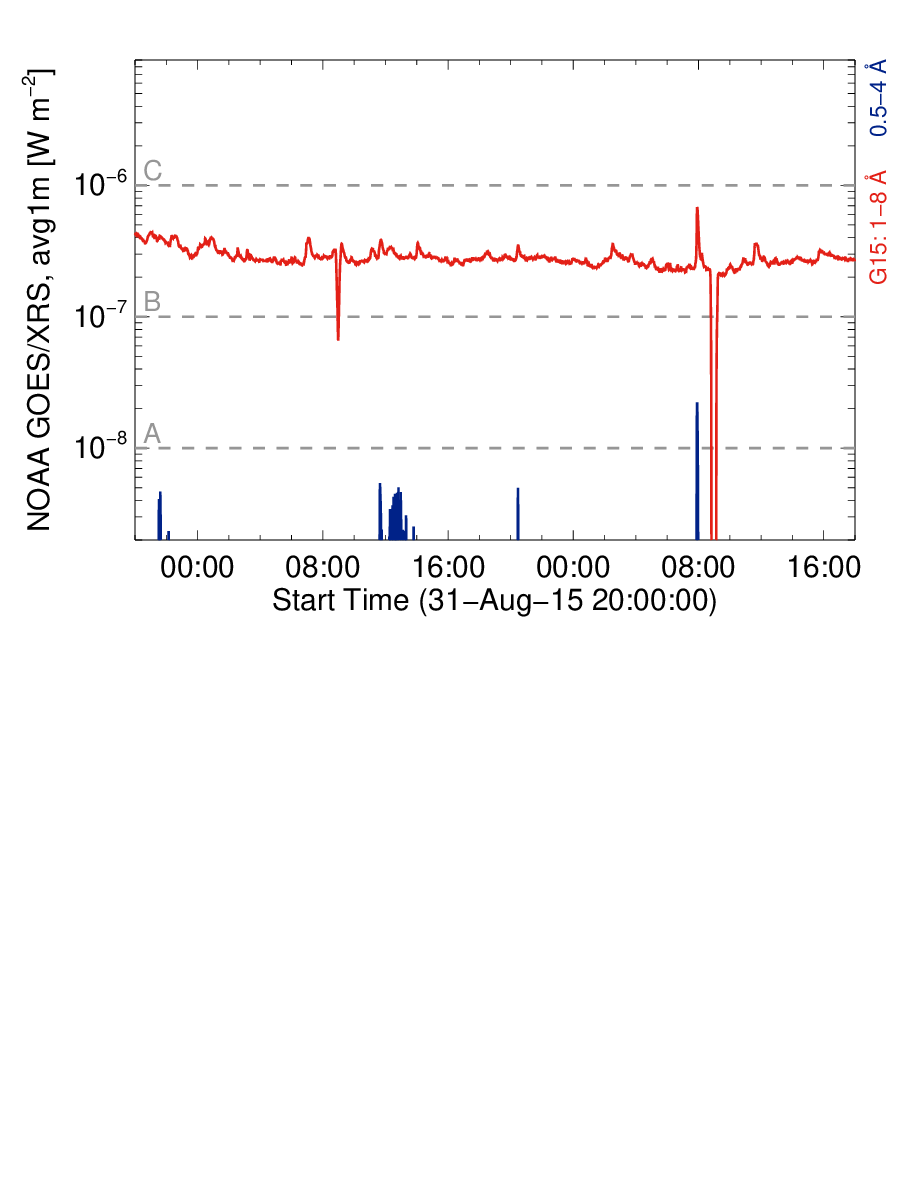 NOAA GOES/XRS, avg1m [W m⁻²]
10⁻⁶
10⁻⁷
10⁻⁸
C
B
A
00:00 08:00 16:00 00:00 08:00 16:00
Start Time (31−Aug−15 20:00:00)
G15: 1−8 Å
0.5−4 Å